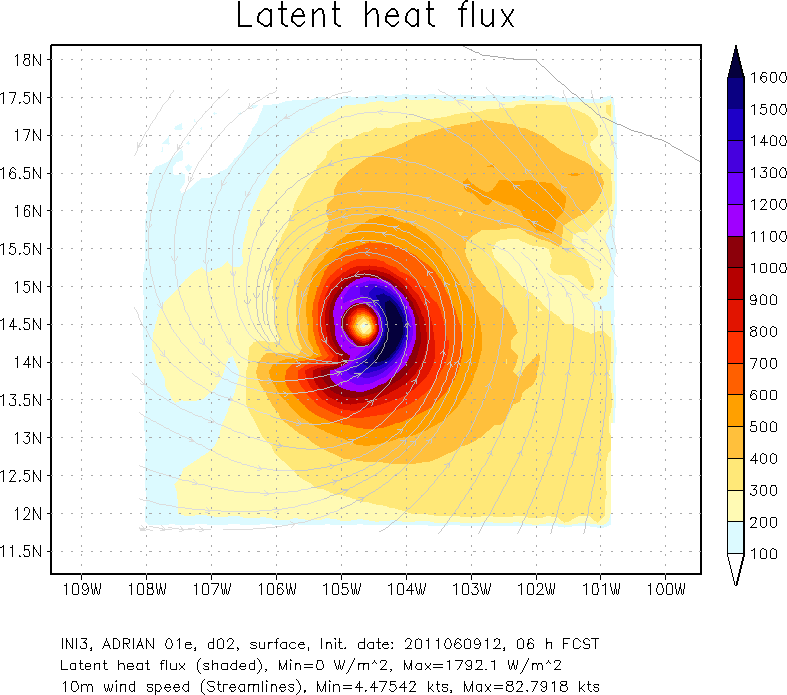 Latent heat flux
18N
17.5N
17N
16.5N
16N
15.5N
15N
14.5N
14N
13.5N
13N
12.5N
12N
11.5N
109W 108W 107W 106W 105W 104W 103W 102W 101W 100W
1600
1500
1400
1300
1200
1100
1000
900
800
700
600
500
400
300
200
100
INI3, ADRIAN 01e, d02, surface, Init. date: 2011060912, 06 h FCST
Latent heat flux (shaded), Min=0 W/m^2, Max=1792.1 W/m^2
10m wind speed (Streamlines), Min=4.47542 kts, Max=82.7918 kts